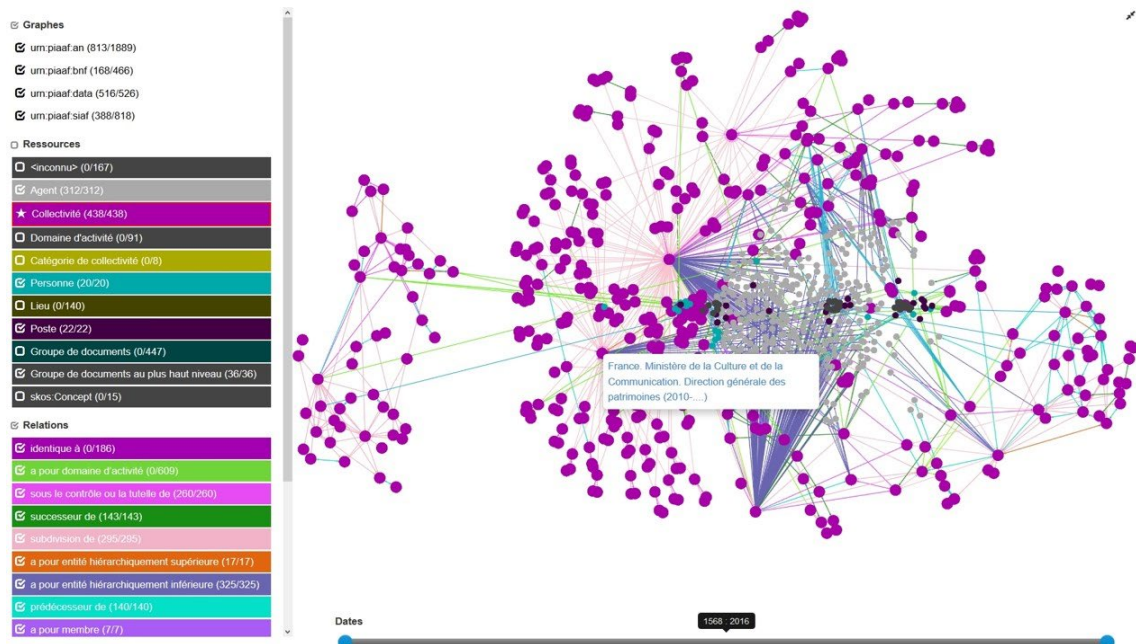 Graphes
urn:piaaf:an (813/1889)
urn:piaaf:bnf (168/466)
urn:piaaf:data (516/526)
urn:piaaf:siaf (388/818)
Ressources
<inconnu> (0/167)
Agent (312/312)
Collectivité (438/438)
Domaine d'activité (0/91)
Catégorie de collectivité (0/8)
Personne (20/20)
Lieu (0/140)
Poste (22/22)
Groupe de documents (0/447)
Groupe de documents au plus haut niveau (36/36)
skos:Concept (0/15)
Relations
identique à (0/186)
a pour domaine d'activité (0/609)
sous le contrôle ou la tutelle de (260/260)
successeur de (143/143)
subdivision de (295/295)
a pour entité hiérarchiquement supérieure (17/17)
a pour entité hiérarchiquement inférieure (325/325)
prédécesseur de (140/140)
a pour membre (7/7)
France. Ministère de la Culture et de la
Communication. Direction générale des
patrimoines (2010-....)
Dates
1568 : 2016